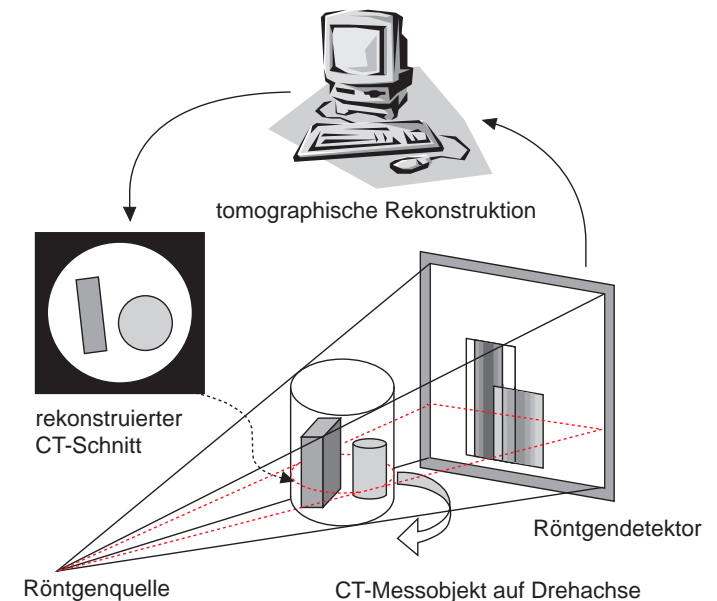 tomographische Rekonstruktion
rekonstruierter
CT-Schnitt
Röntgendetektor
Röntgenquelle
CT-Messobjekt auf Drehachse